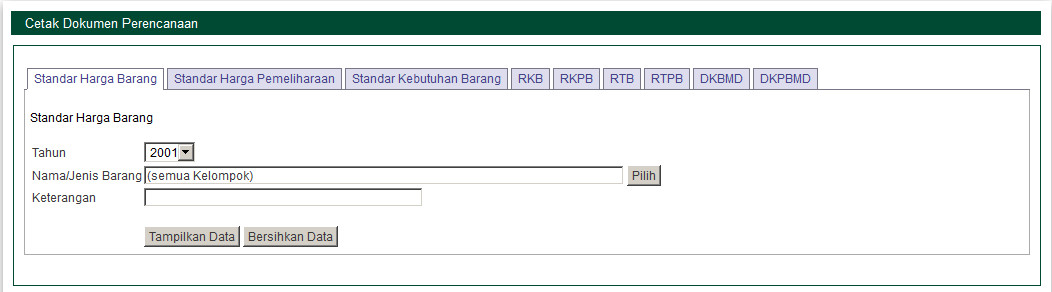 Cetak Dokumen Perencanaan
Standar Harga Barang Standar Harga Pemeliharaan Standar Kebutuhan Barang RKB RKPB RTB RTPB DKBMD DKPBMD
Standar Harga Barang
Tahun 2001
Nama/Jenis Barang (semua Kelompok) Pilih
Keterangan
Tampilkan Data Bersihkan Data